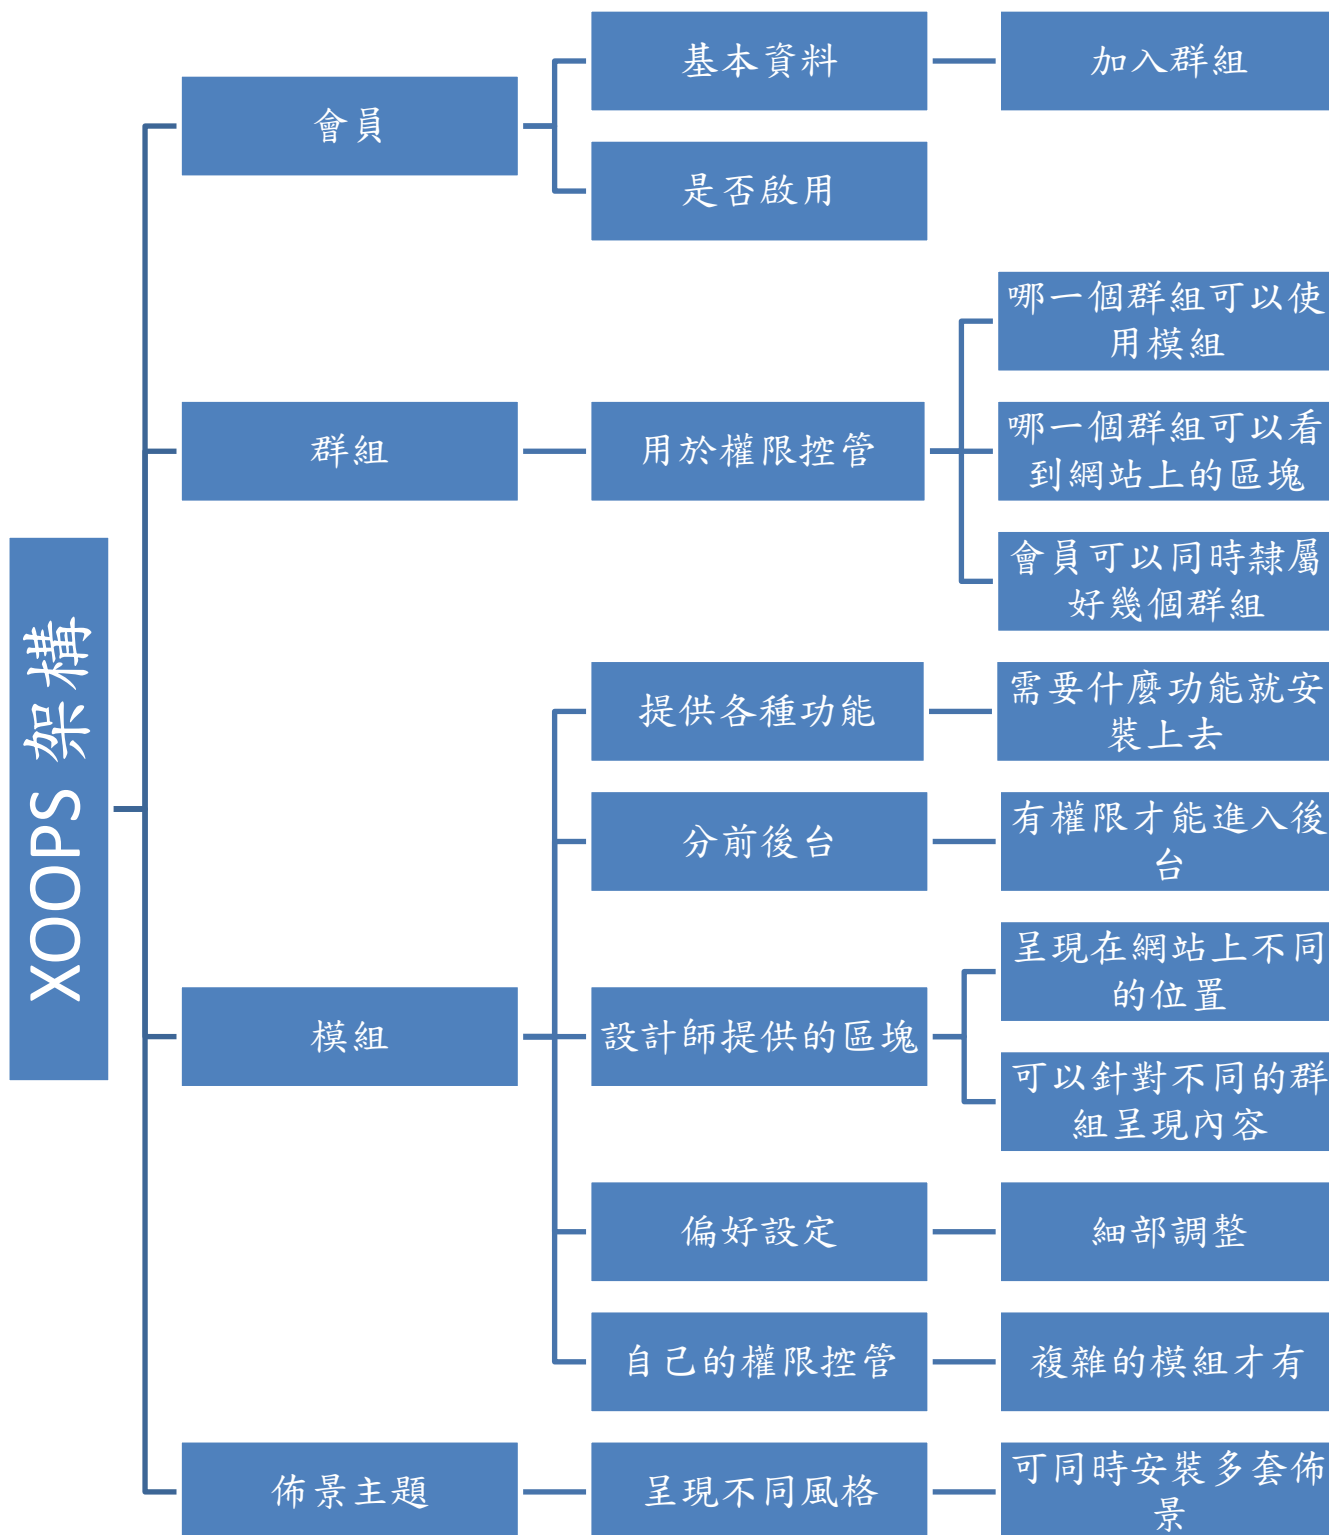 XOOPS 架構
會員
基本資料
加入群組
是否啟用
群組
用於權限控管
哪一個群組可以使
用模組
哪一個群組可以看
到網站上的區塊
會員可以同時隸屬
好幾個群組
模組
提供各種功能
需要什麼功能就安
裝上去
分前後台
有權限才能進入後
台
設計師提供的區塊
呈現在網站上不同
的位置
可以針對不同的群
組呈現內容
偏好設定
細部調整
自己的權限控管
複雜的模組才有
佈景主題
呈現不同風格
可同時安裝多套佈
景